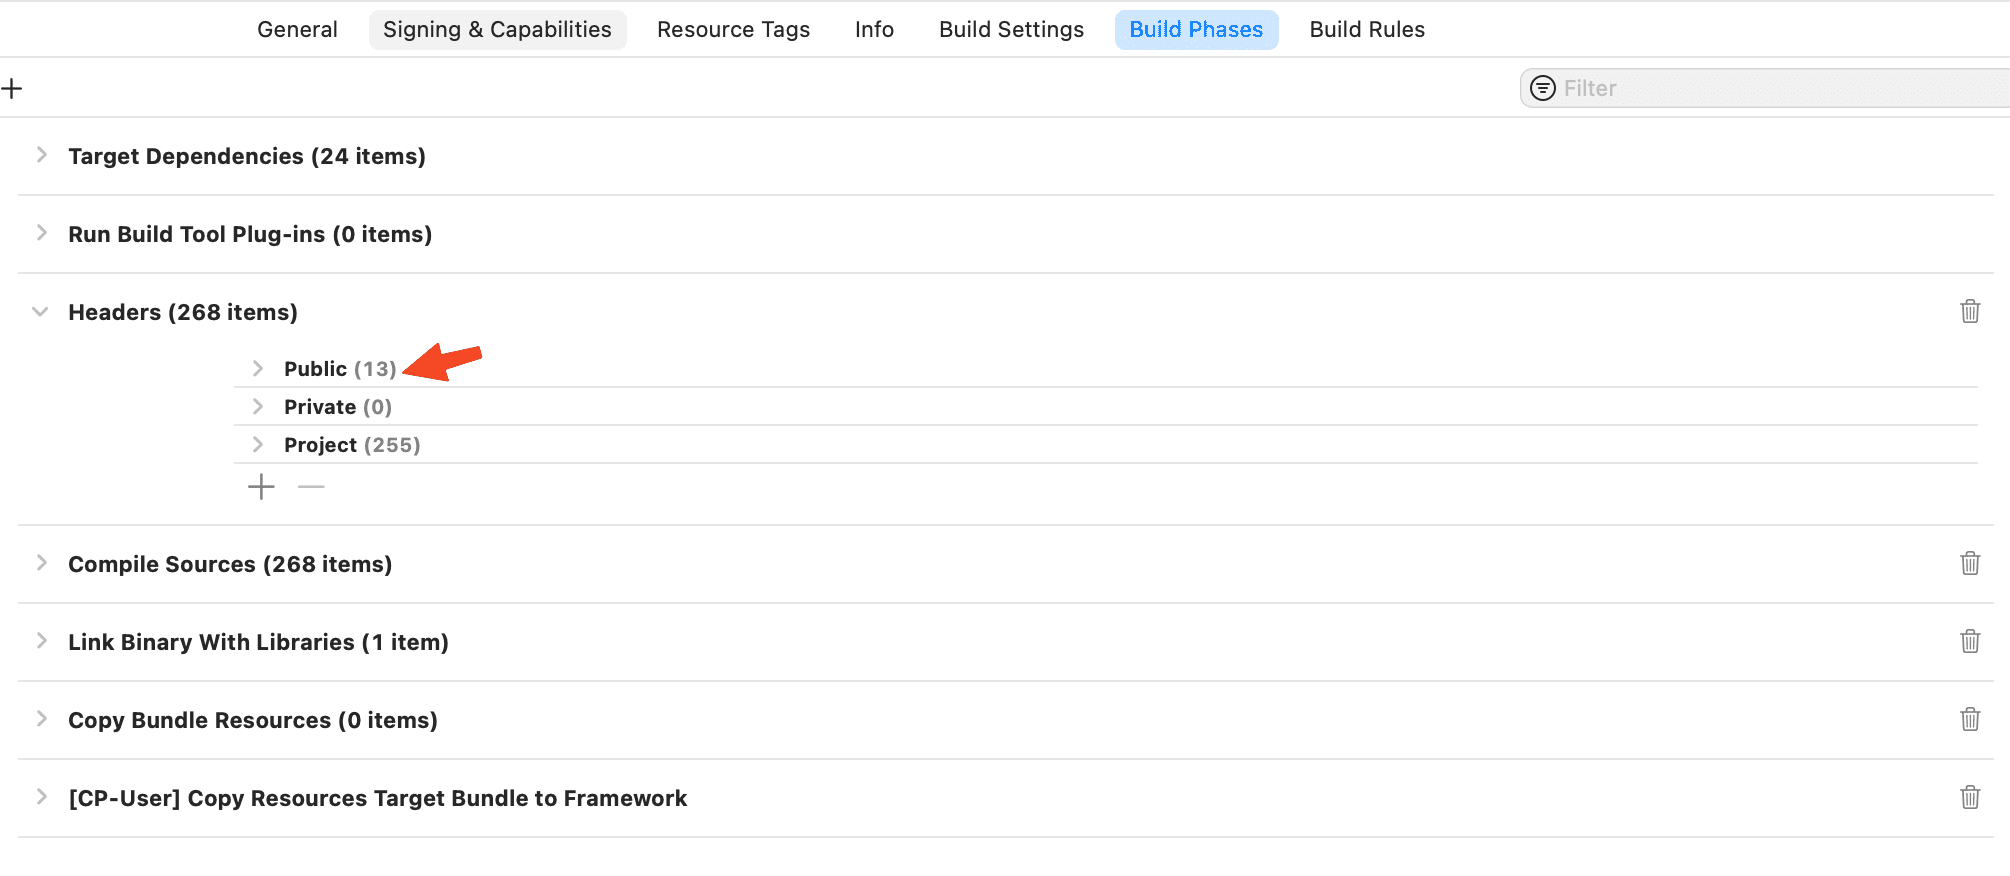 General Signing & Capabilities Resource Tags Info Build Settings Build Phases Build Rules
Filter
Target Dependencies (24 items)
Run Build Tool Plug-ins (0 items)
Headers (268 items)
Public (13)
Private (0)
Project (255)
Compile Sources (268 items)
Link Binary With Libraries (1 item)
Copy Bundle Resources (0 items)
[CP-User] Copy Resources Target Bundle to Framework